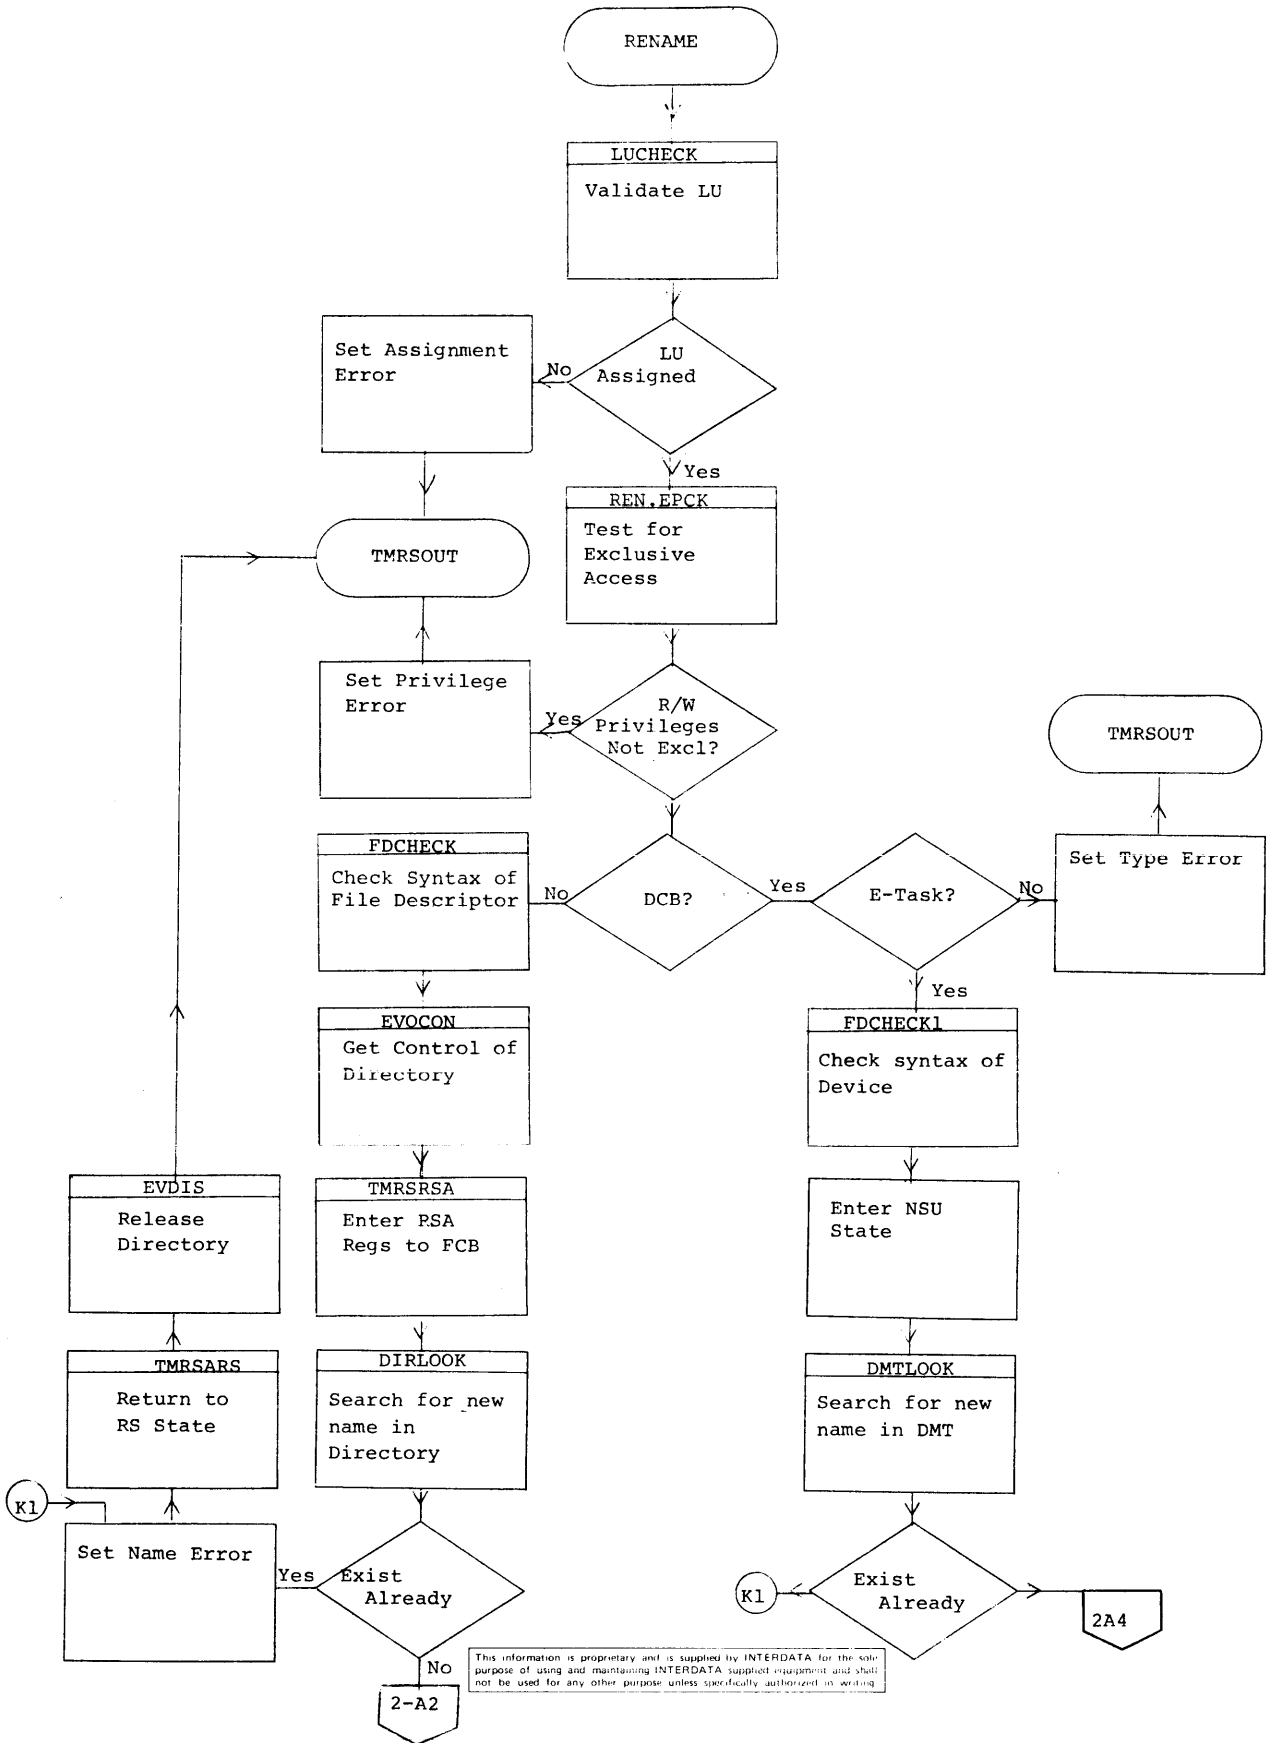 RENAME
LUCHECK
Validate LU
LU
Assigned
No
Set Assignment
Error
Yes
REN.EPCK
Test for
Exclusive
Access
TMRSOUT
R/W
Privileges
Not Excl?
Yes
Set Privilege
Error
TMRSOUT
DCB?
No
Yes
E-Task?
No
Set Type Error
FDCHECK
Check Syntax of
File Descriptor
Yes
EVOCON
Get Control of
Directory
FDCHECK1
Check syntax of
Device
EVDIS
Release
Directory
TMRSRSA
Enter RSA
Regs to FCB
Enter NSU
State
TMRSARS
Return to
RS State
DIRLOOK
Search for new
name in
Directory
DMTLOOK
Search for new
name in DMT
K1
Set Name Error
Yes
Exist
Already
K1
Exist
Already
2A4
No
2-A2
This information is proprietary and is supplied by INTERDATA for the sole
purpose of using and maintaining INTERDATA supplied equipment and shall
not be used for any other purpose unless specifically authorized in writing